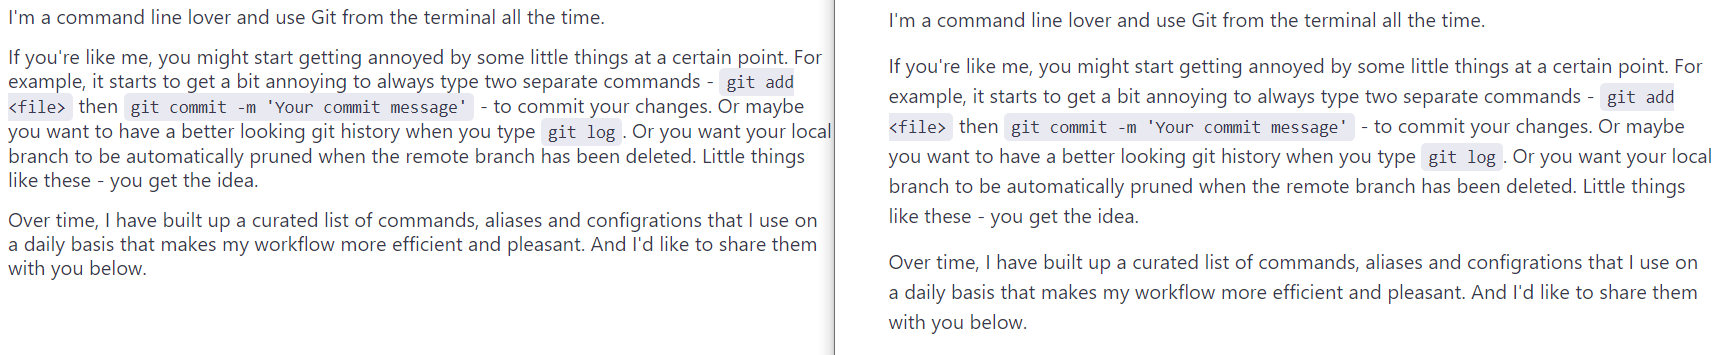 I'm a command line lover and use Git from the terminal all the time.
If you're like me, you might start getting annoyed by some little things at a certain point. For
example, it starts to get a bit annoying to always type two separate commands - git add
<file> then git commit -m 'Your commit message' - to commit your changes. Or maybe
you want to have a better looking git history when you type git log . Or you want your local
branch to be automatically pruned when the remote branch has been deleted. Little things
like these - you get the idea.
Over time, I have built up a curated list of commands, aliases and configrations that I use on
a daily basis that makes my workflow more efficient and pleasant. And I'd like to share them
with you below.
I'm a command line lover and use Git from the terminal all the time.
If you're like me, you might start getting annoyed by some little things at a certain point. For
example, it starts to get a bit annoying to always type two separate commands - git add
<file> then git commit -m 'Your commit message' - to commit your changes. Or maybe
you want to have a better looking git history when you type git log . Or you want your local
branch to be automatically pruned when the remote branch has been deleted. Little things
like these - you get the idea.
Over time, I have built up a curated list of commands, aliases and configrations that I use on
a daily basis that makes my workflow more efficient and pleasant. And I'd like to share them
with you below.